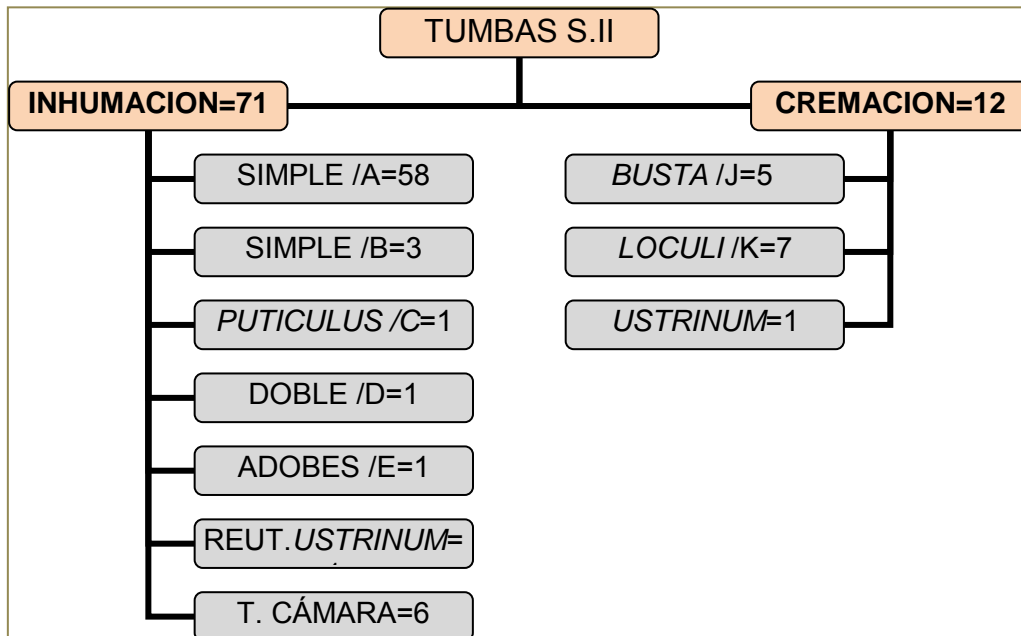 TUMBAS S.II
INHUMACION=71
SIMPLE /A=58
SIMPLE /B=3
PUTICULUS /C=1
DOBLE /D=1
ADOBES /E=1
REUT.USTRINUM=
T. CÁMARA=6
CREMACION=12
BUSTA /J=5
LOCULI /K=7
USTRINUM=1